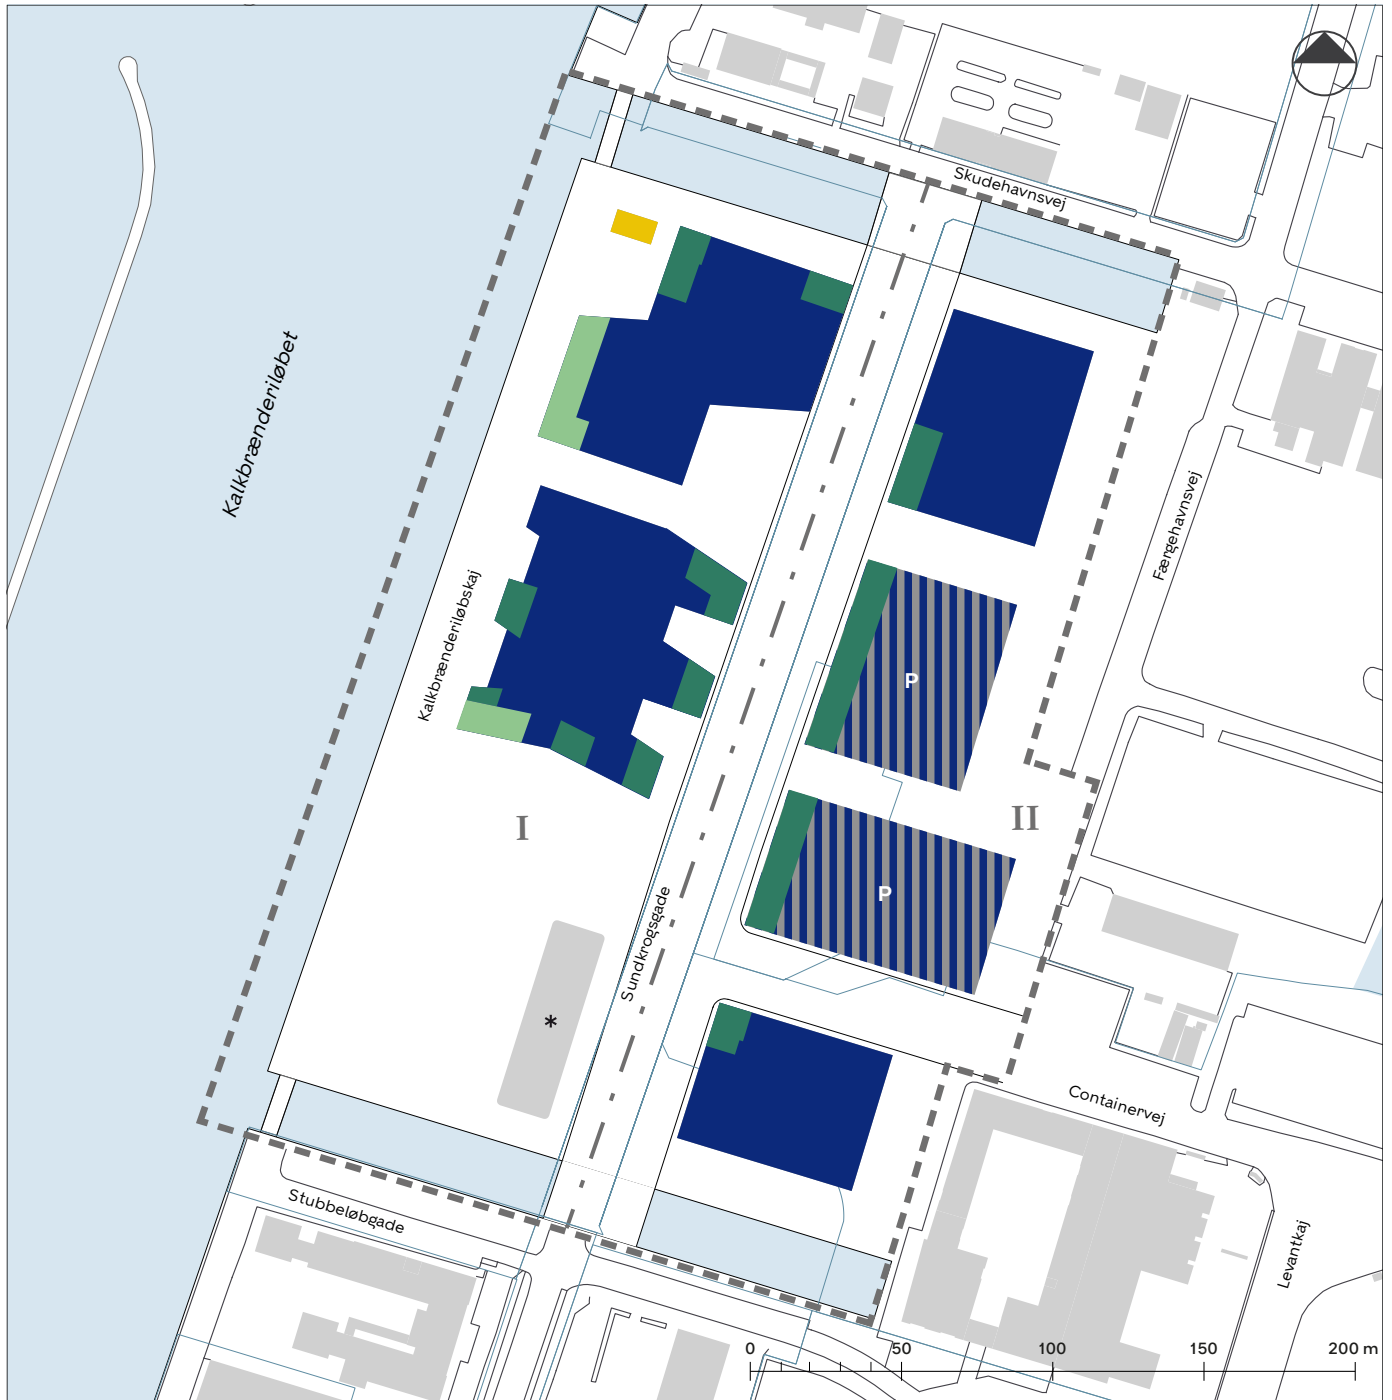 Skudehavnsvej
Kalkbrænderiløbet
Færgehavnsvej
Kalkbrænderiløbskaj
P
I
II
P
Sundkrogsgade
*
Containervej
Stubbeløbgade
Levantkaj
0 50 100 150 200 m